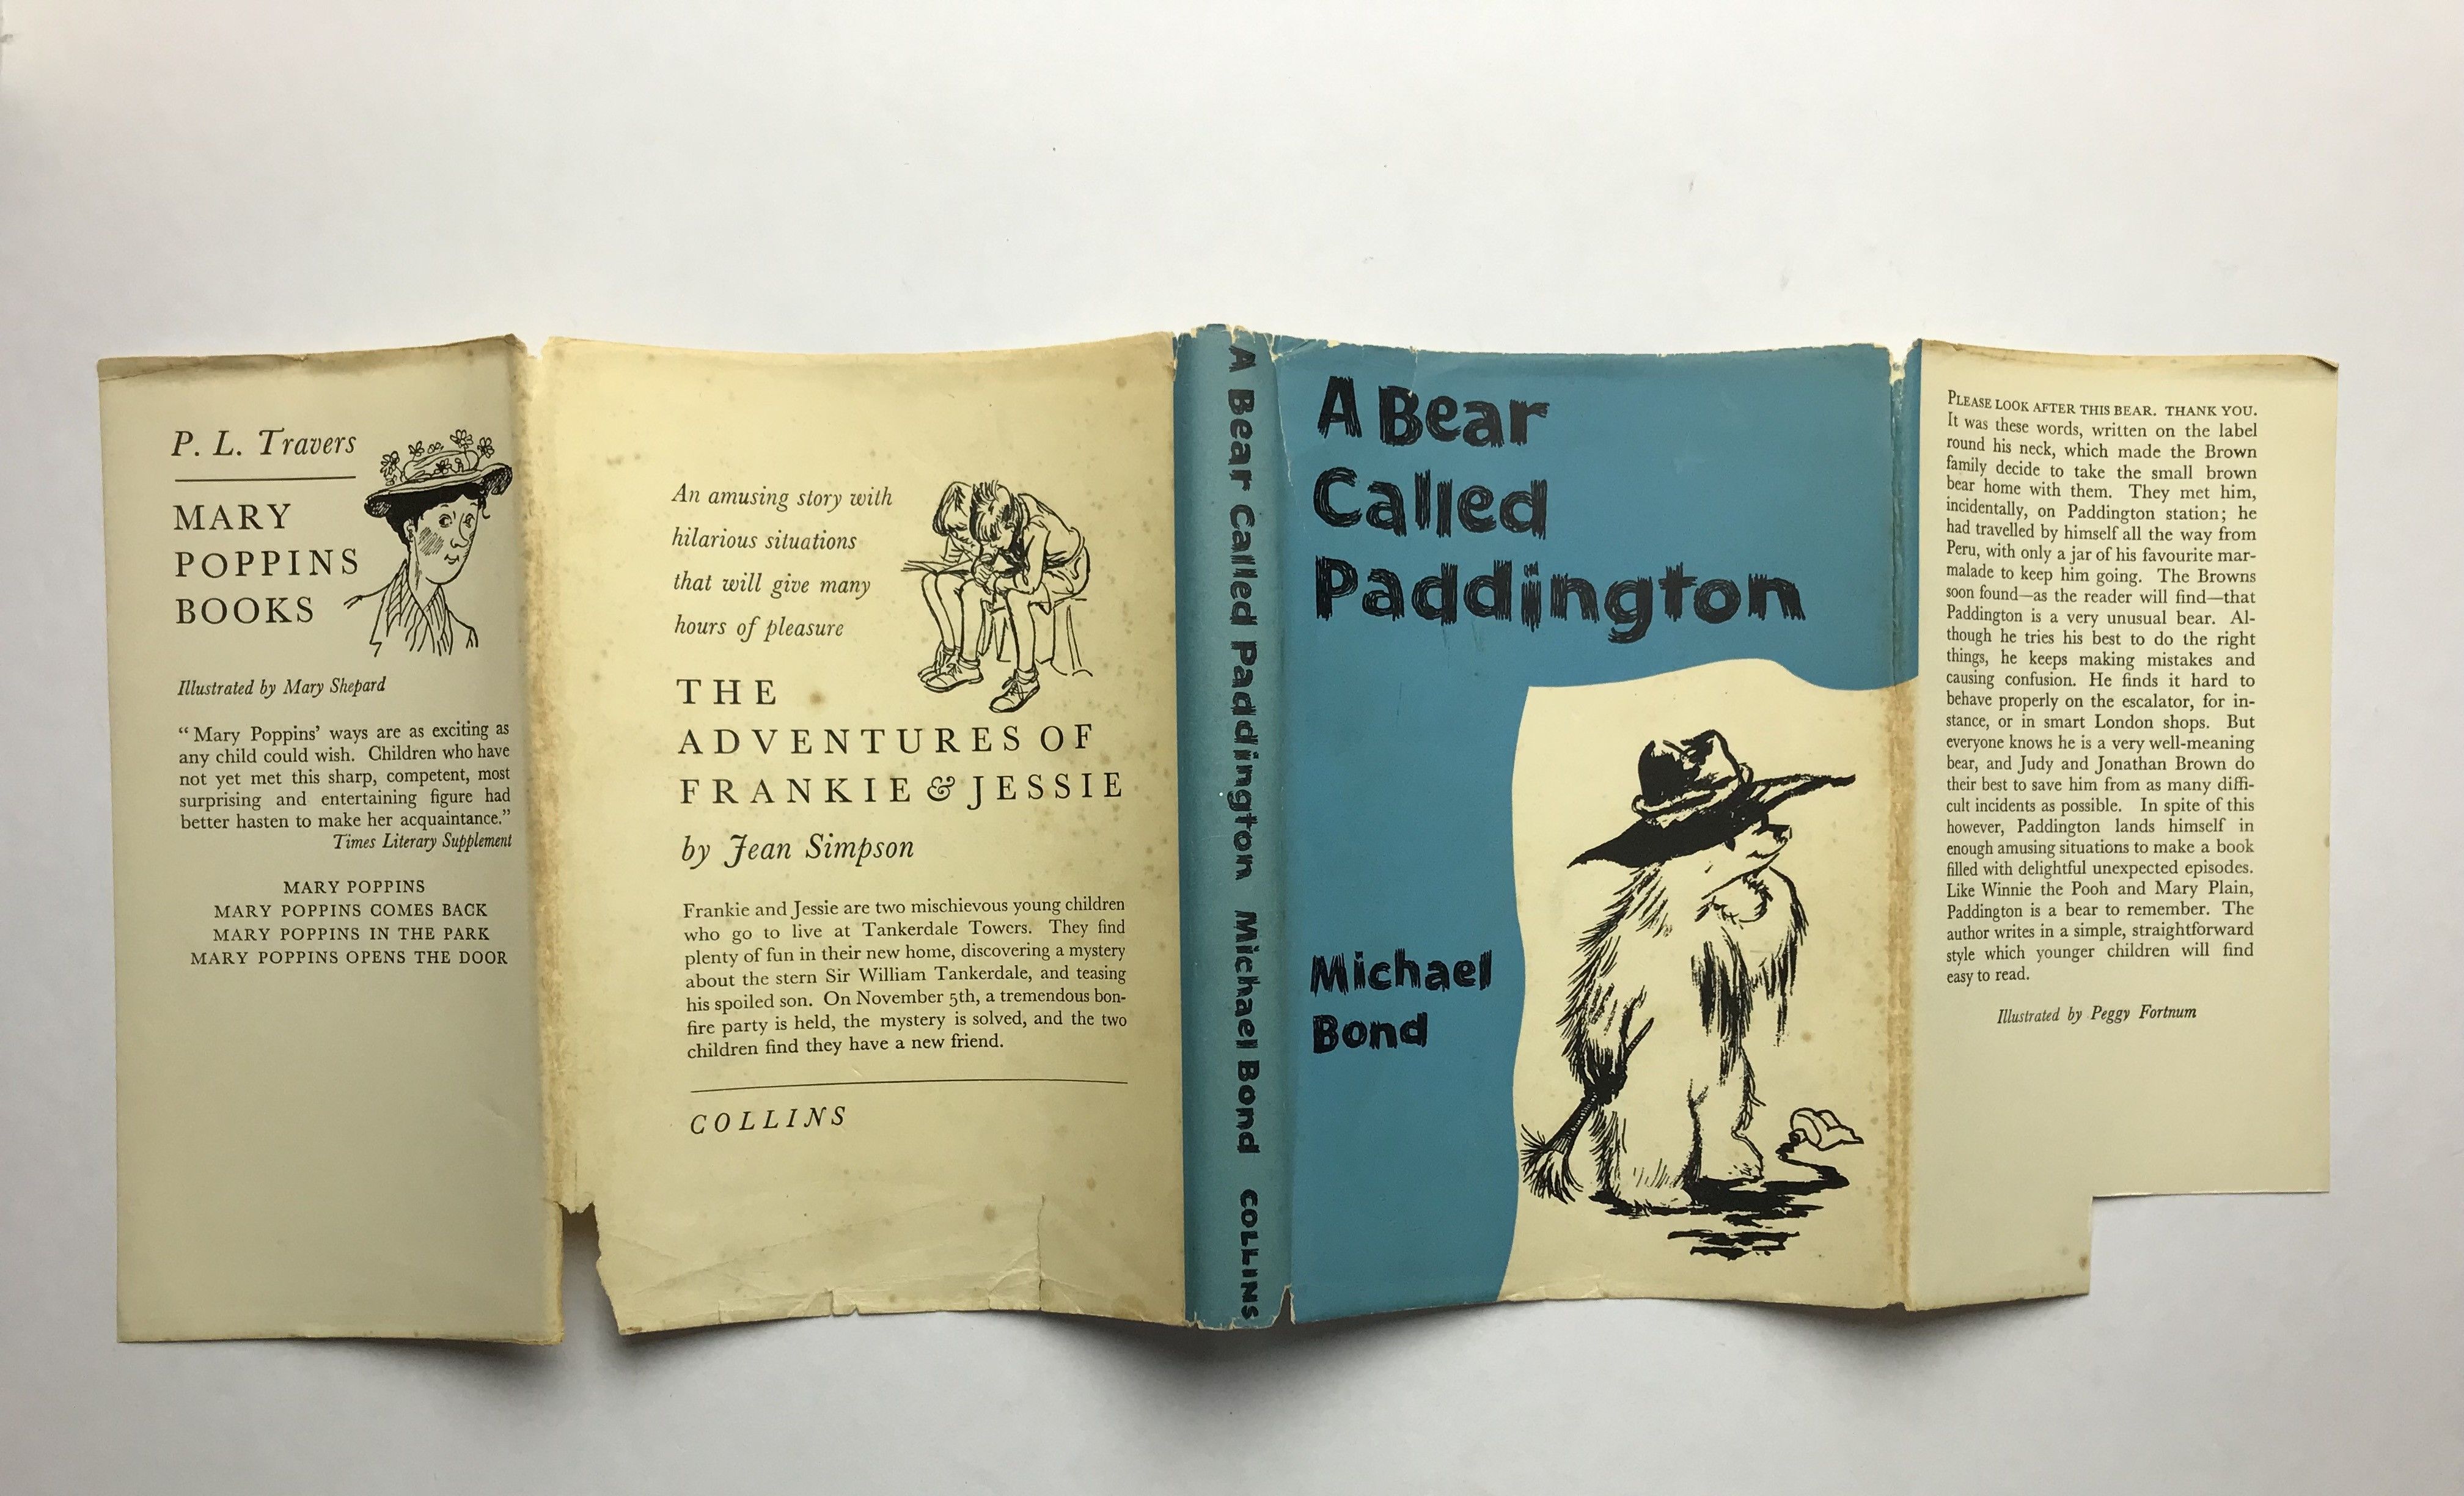 P. L. Travers
MARY
POPPINS
BOOKS
Illustrated by Mary Shepard
“ Mary Poppins’ ways are as exciting as
any child could wish. Children who have
not yet met this sharp, competent, most
surprising and entertaining figure had
better hasten to make her acquaintance.”
Times Literary Supplement
MARY POPPINS
MARY POPPINS COMES BACK
MARY POPPINS IN THE PARK
MARY POPPINS OPENS THE DOOR
An amusing story with
hilarious situations
that will give many
hours of pleasure
THE
ADVENTURES OF
FRANKIE & JESSIE
by Jean Simpson
Frankie and Jessie are two mischievous young children
who go to live at Tankerdale Towers. They find
plenty of fun in their new home, discovering a mystery
about the stern Sir William Tankerdale, and teasing
his spoiled son. On November 5th, a tremendous bon-
fire party is held, the mystery is solved, and the two
children find they have a new friend.
COLLINS
A Bear Called Paddington Michael Bond COLLINS
A Bear
Called
Paddington
Michael
Bond
PLEASE LOOK AFTER THIS BEAR. THANK YOU.
It was these words, written on the label
round his neck, which made the Brown
family decide to take the small brown
bear home with them. They met him,
incidentally, on Paddington station; he
had travelled by himself all the way from
Peru, with only a jar of his favourite mar-
malade to keep him going. The Browns
soon found—as the reader will find—that
Paddington is a very unusual bear. Al-
though he tries his best to do the right
things, he keeps making mistakes and
causing confusion. He finds it hard to
behave properly on the escalator, for in-
stance, or in smart London shops. But
everyone knows he is a very well-meaning
bear, and Judy and Jonathan Brown do
their best to save him from as many diffi-
cult incidents as possible. In spite of this
however, Paddington lands himself in
enough amusing situations to make a book
filled with delightful unexpected episodes.
Like Winnie the Pooh and Mary Plain,
Paddington is a bear to remember. The
author writes in a simple, straightforward
style which younger children will find
easy to read.
Illustrated by Peggy Fortnum